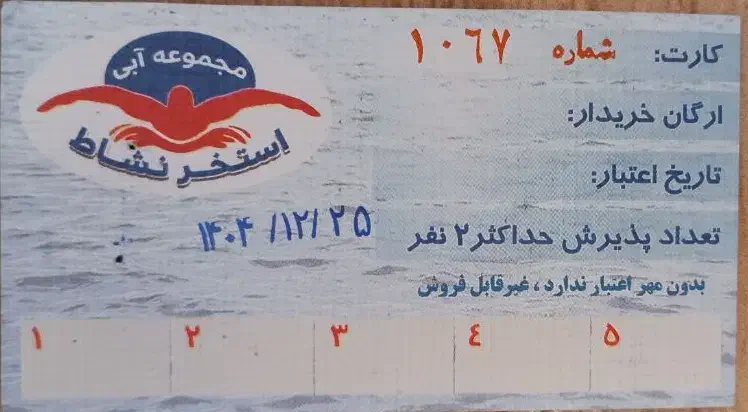 مجموعه آبی
استخر نشاط
کارت: شماره ۱۰۶۷
ارگان خریدار:
تاریخ اعتبار:
تعداد پذیرش حداکثر ۲ نفر
۱۴۰۴/۱۲/۲۵
بدون مهر اعتبار ندارد ، غیرقابل فروش
۱ ۲ ۳ ٤ ۵